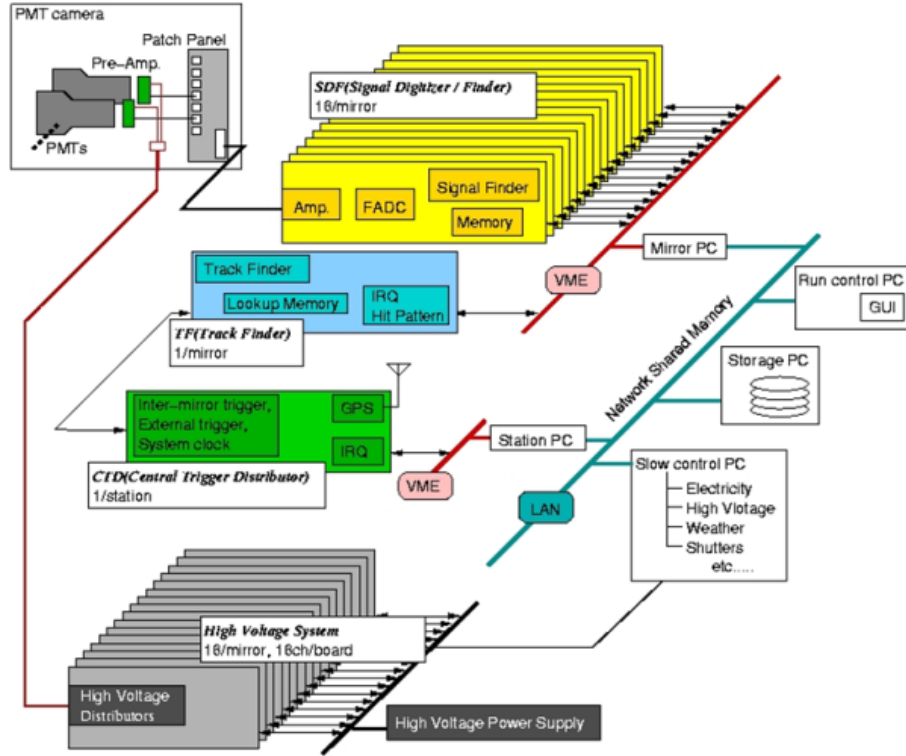 PMT camera
Patch Panel
Pre-Amp.
PMTs
SDF(Signal Digitizer / Finder)
16/mirror
Amp.
FADC
Signal Finder
Memory
Track Finder
Lookup Memory
IRQ
Hit Pattern
TF(Track Finder)
1/mirror
VME
Mirror PC
Run control PC
GUI
Network Shared Memory
Storage PC
Inter-mirror trigger,
External trigger,
System clock
GPS
IRQ
CTD(Central Trigger Distributor)
1/station
VME
Station PC
LAN
Slow control PC
Electricity
High Vlotage
Weather
Shutters
etc.....
High Voltage System
16/mirror, 16ch/board
High Voltage
Distributors
High Voltage Power Supply